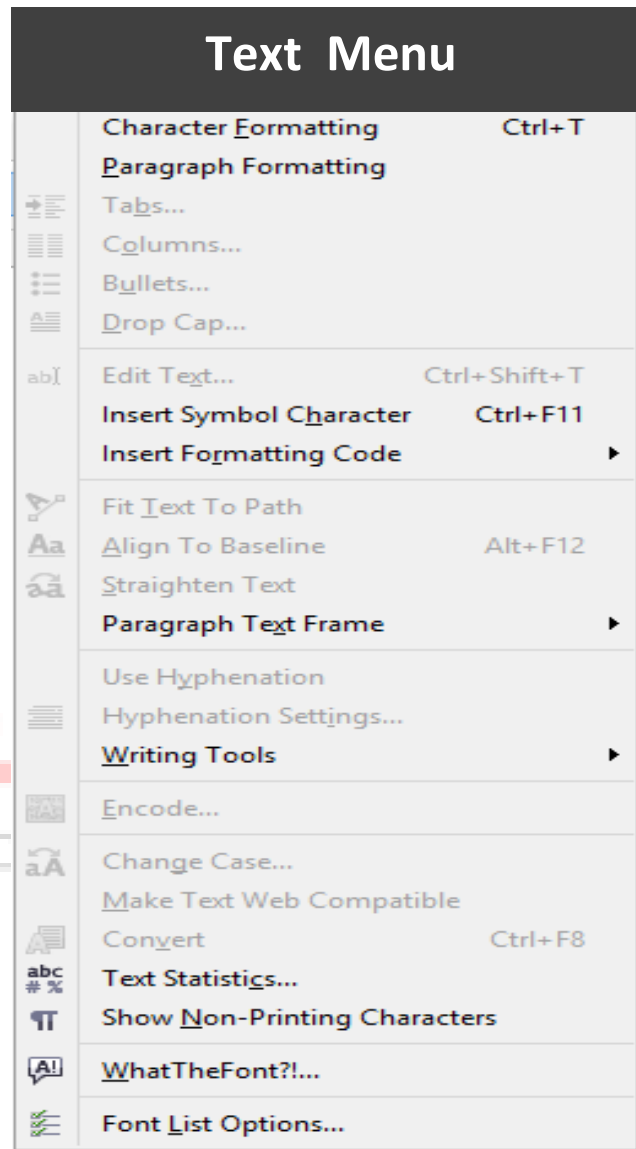 Text Menu
Character Formatting Ctrl+T
Paragraph Formatting
Tabs...
Columns...
Bullets...
Drop Cap...
Edit Text... Ctrl+Shift+T
Insert Symbol Character Ctrl+F11
Insert Formatting Code
Fit Text To Path
Align To Baseline Alt+F12
Straighten Text
Paragraph Text Frame
Use Hyphenation
Hyphenation Settings...
Writing Tools
Encode...
Change Case...
Make Text Web Compatible
Convert Ctrl+F8
Text Statistics...
Show Non-Printing Characters
WhatTheFont?!...
Font List Options...